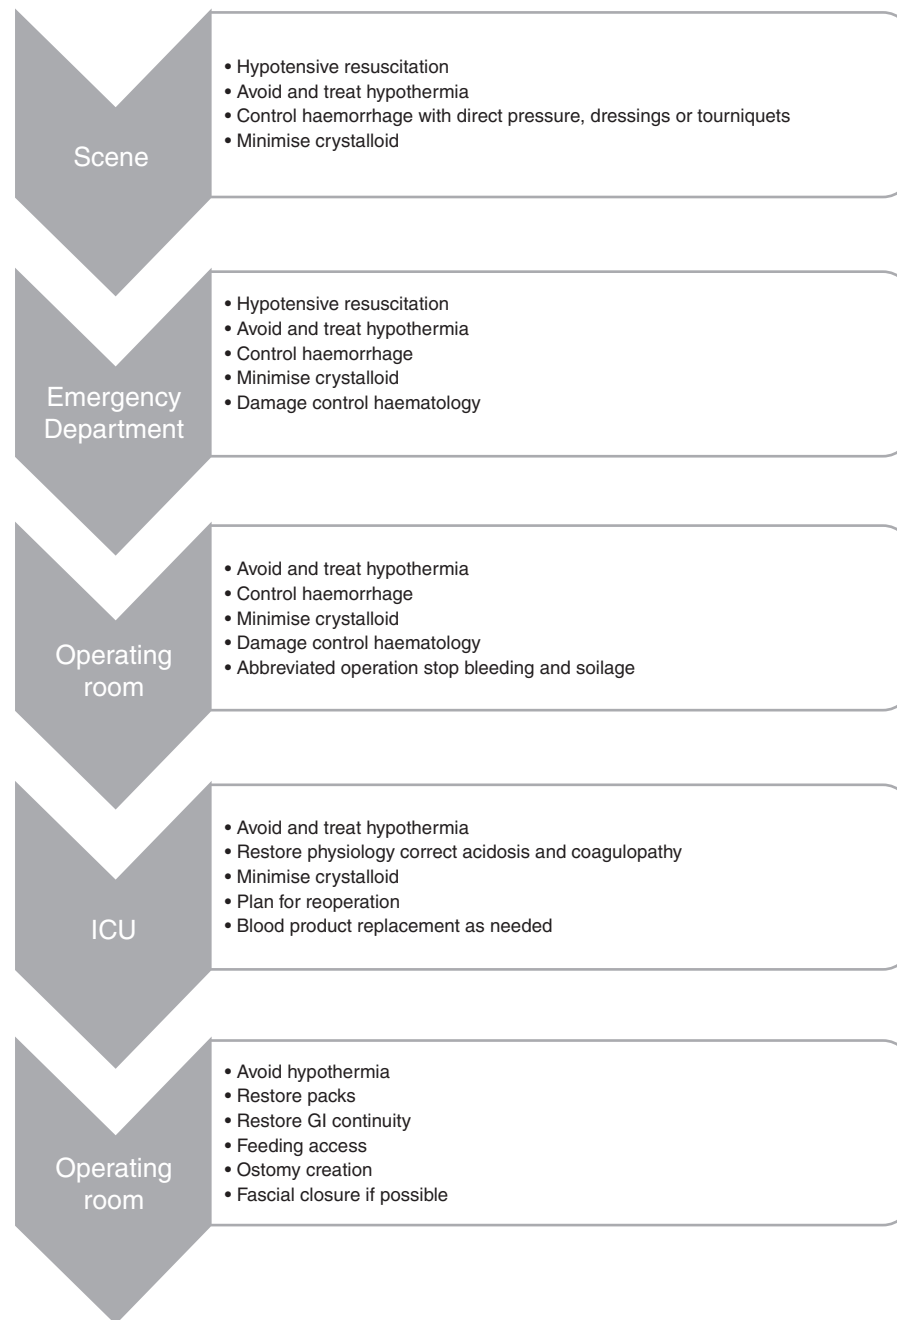 Scene
• Hypotensive resuscitation
• Avoid and treat hypothermia
• Control haemorrhage with direct pressure, dressings or tourniquets
• Minimise crystalloid
Emergency
Department
• Hypotensive resuscitation
• Avoid and treat hypothermia
• Control haemorrhage
• Minimise crystalloid
• Damage control haematology
Operating
room
• Avoid and treat hypothermia
• Control haemorrhage
• Minimise crystalloid
• Damage control haematology
• Abbreviated operation stop bleeding and soilage
ICU
• Avoid and treat hypothermia
• Restore physiology correct acidosis and coagulopathy
• Minimise crystalloid
• Plan for reoperation
• Blood product replacement as needed
Operating
room
• Avoid hypothermia
• Restore packs
• Restore GI continuity
• Feeding access
• Ostomy creation
• Fascial closure if possible